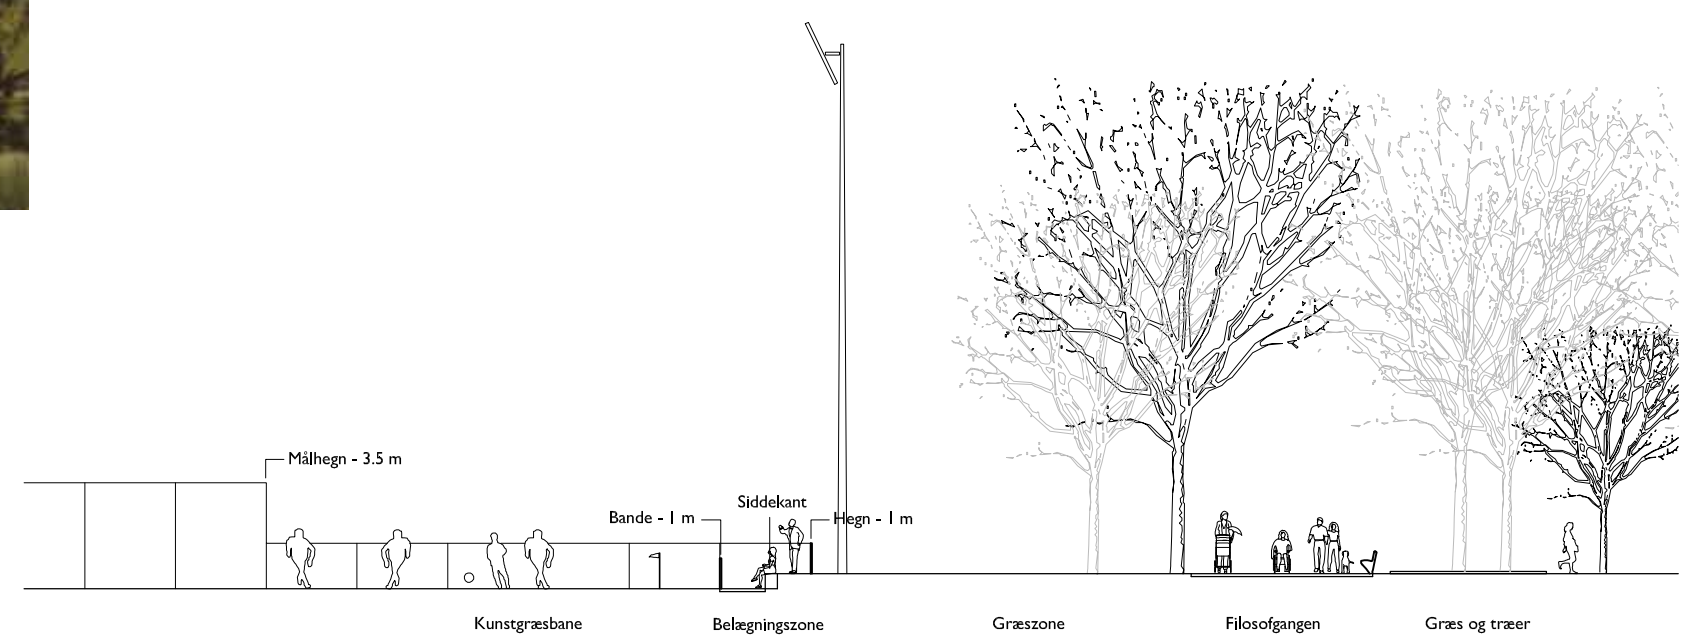 Målhegn - 3.5 m
Siddekant
Bande - 1 m
Hegn - 1 m
Kunstgræsbane
Belægningszone
Græszone
Filosofgangen
Græs og træer